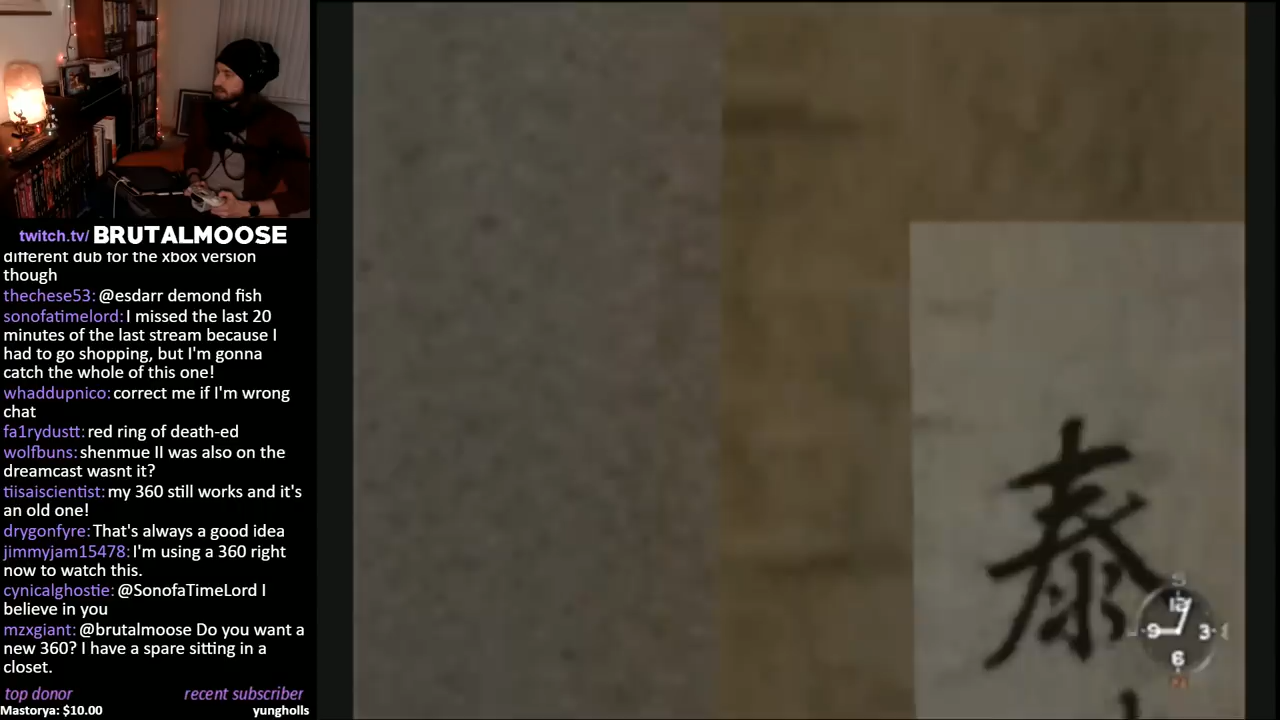 twitch.tv/ BRUTALMOOSE
different dub for the xbox version
though
thechese53: @esdarr demond fish
sonofatimelord: I missed the last 20
minutes of the last stream because I
had to go shopping, but I'm gonna
catch the whole of this one!
whaddupnico: correct me if I'm wrong
chat
fa1rydustt: red ring of death-ed
wolfbuns: shenmue II was also on the
dreamcast wasnt it?
tiisaiscientist: my 360 still works and it's
an old one!
drygonfyre: That's always a good idea
jimmyjam15478: I'm using a 360 right
now to watch this.
cynicalghostie: @SonofaTimeLord I
believe in you
mzxgiant: @brutalmoose Do you want a
new 360? I have a spare sitting in a
closet.
top donor recent subscriber
Mastorya: $10.00 yungholls
泰
12
9 3
6